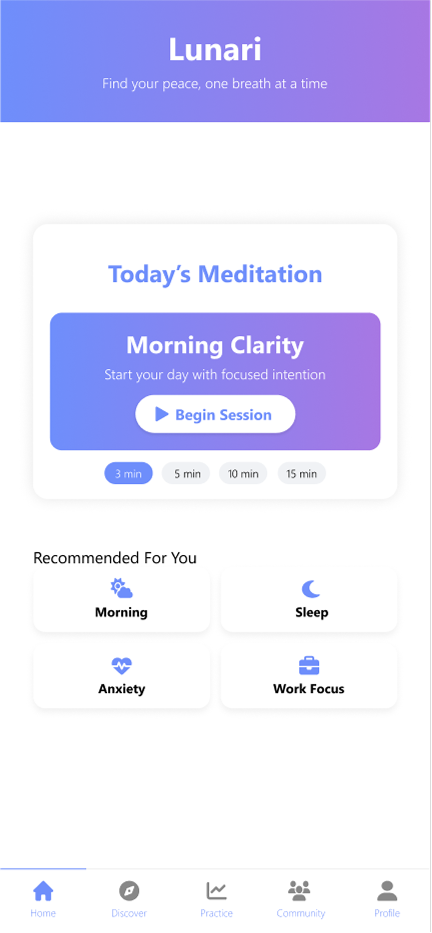 Lunari
Find your peace, one breath at a time
Today’s Meditation
Morning Clarity
Start your day with focused intention
Begin Session
3 min 5 min 10 min 15 min
Recommended For You
Morning Sleep
Anxiety Work Focus
Home Discover Practice Community Profile